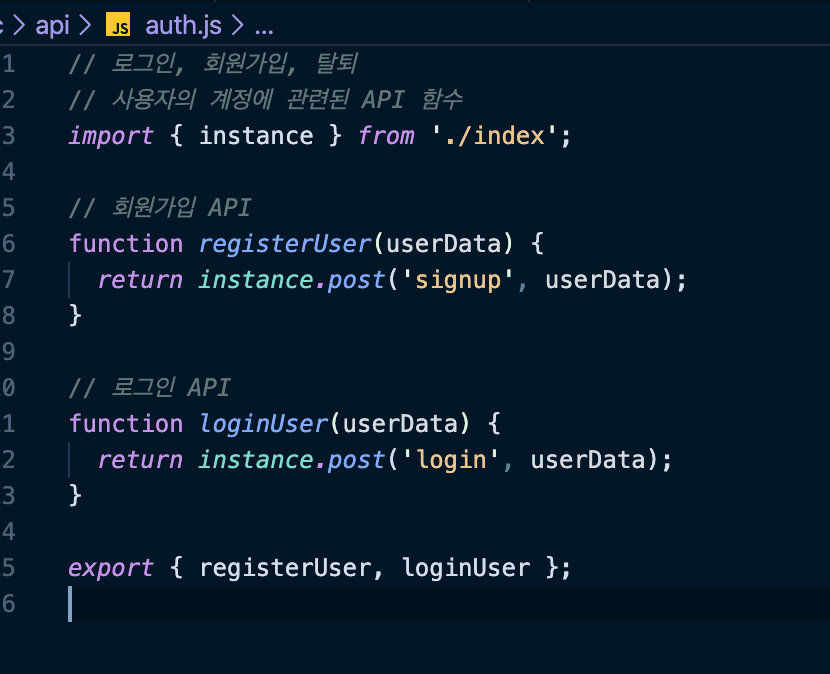 c > api > JS auth.js > ...
1 // 로그인, 회원가입, 탈퇴
2 // 사용자의 계정에 관련된 API 함수
3 import { instance } from './index';
4
5 // 회원가입 API
6 function registerUser(userData) {
7   return instance.post('signup', userData);
8 }
9
0 // 로그인 API
1 function loginUser(userData) {
2   return instance.post('login', userData);
3 }
4
5 export { registerUser, loginUser };
6